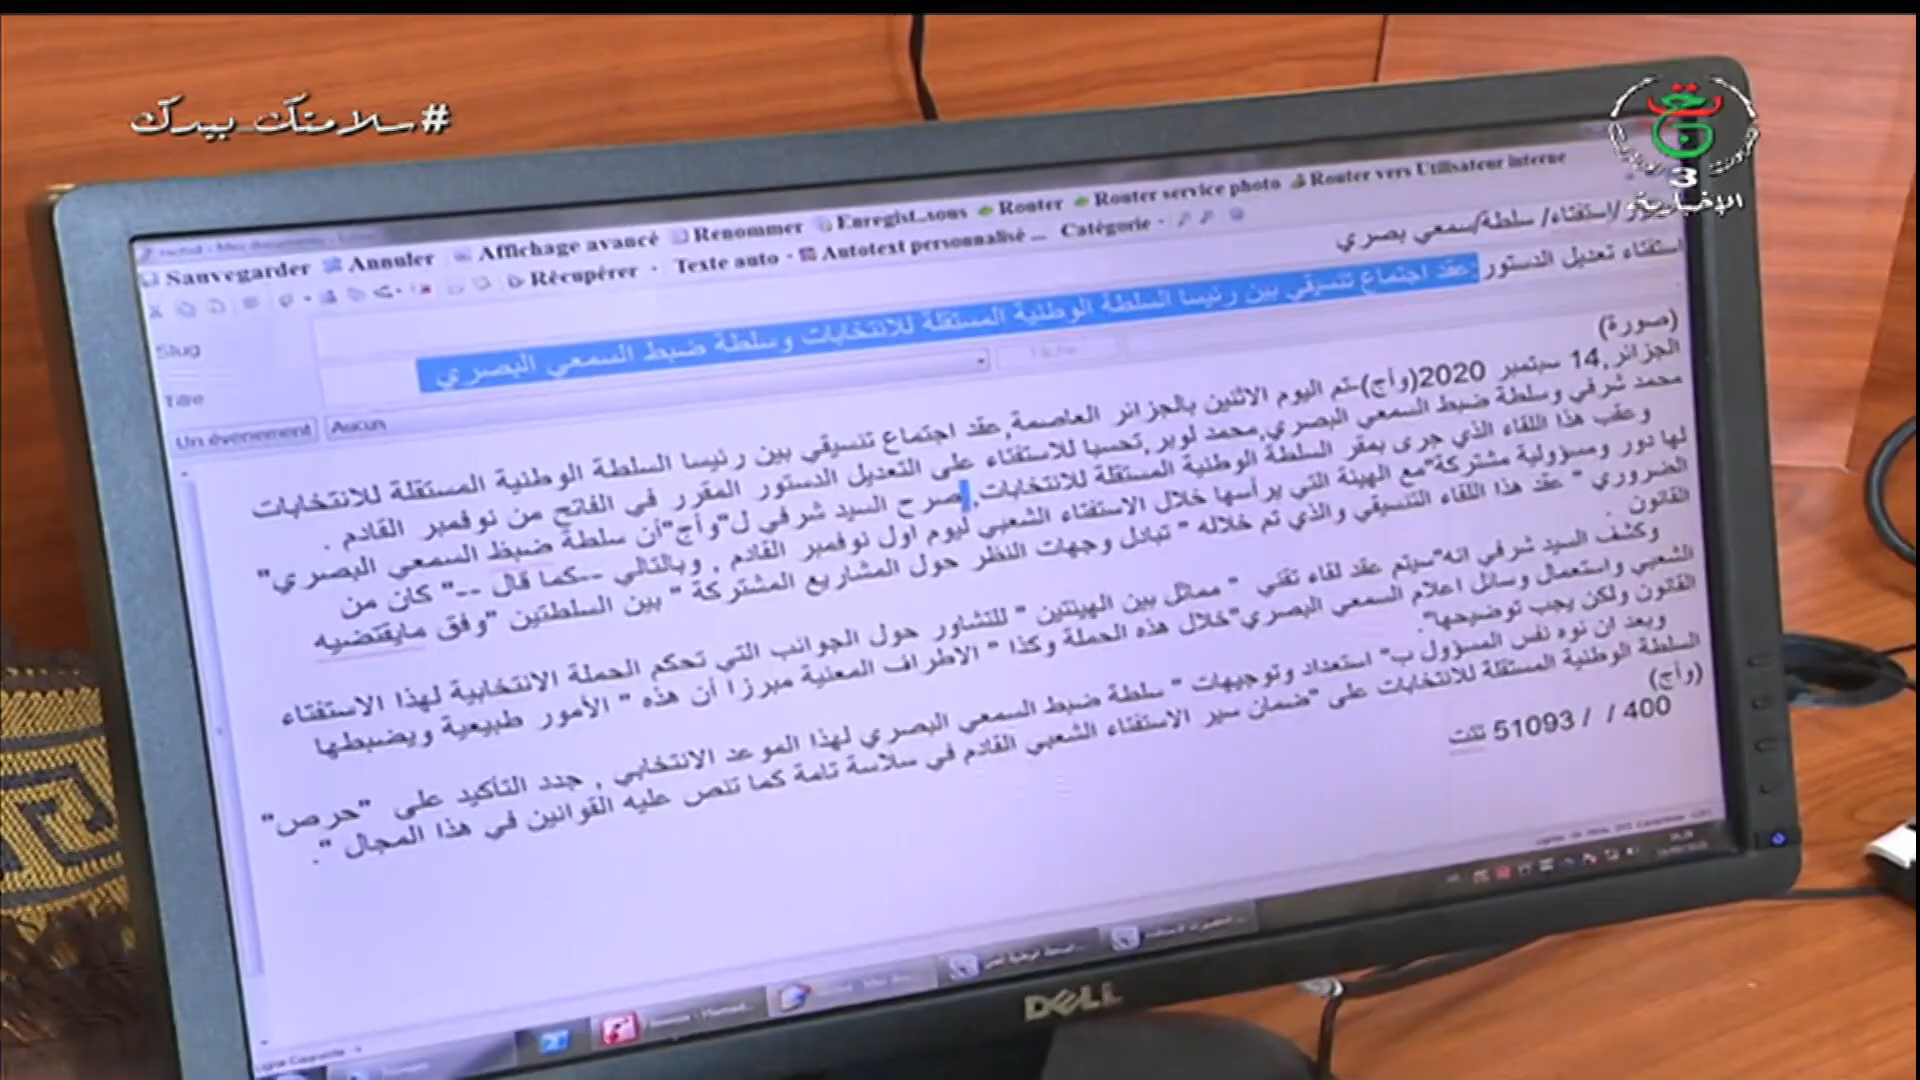 #سلامتك_بيدك
3
الإخبارية
Sauvegarder Annuler Affichage avancé Renommer Enregist..sous Router Router service photo Router vers Utilisateur interne
Récupérer Texte auto Autotext personnalisé ... Catégorie
Slug
/إستفتاء/ سلطة/سمعي بصري
Titre
استفتاء تعديل الدستور :عقد اجتماع تنسيقي بين رئيسا السلطة الوطنية المستقلة للانتخابات وسلطة ضبط السمعي البصري
Un événement Aucun
(صورة)
الجزائر,14 سبتمبر 2020(وأج)-تم اليوم الاثنين بالجزائر العاصمة,عقد اجتماع تنسيقي بين رئيسا السلطة الوطنية المستقلة للانتخابات
محمد شرفي وسلطة ضبط السمعي البصري,محمد لوبر,تحسبا للاستفتاء على التعديل الدستور المقرر في الفاتح من نوفمبر القادم .
وعقب هذا اللقاء الذي جرى بمقر السلطة الوطنية المستقلة للانتخابات, صرح السيد شرفي ل"وأج"أن سلطة ضبظ السمعي البصري"
لها دور ومسؤولية مشتركة"مع الهيئة التي يرأسها خلال الاستفتاء الشعبي ليوم اول نوفمبر القادم , وبالتالي --كما قال --" كان من
الضروري " عقد هذا اللقاء التنسيقي والذي تم خلاله " تبادل وجهات النظر حول المشاريع المشتركة " بين السلطتين "وفق مايقتضيه
القانون .
وكشف السيد شرفي انه"سيتم عقد لقاء تقني " مماثل بين الهيئتين " للتشاور حول الجوانب التي تحكم الحملة الانتخابية لهذا الاستفتاء
الشعبي واستعمال وسائل اعلام السمعي البصري"خلال هذه الحملة وكذا " الاطراف المعنية مبرزا أن هذه " الأمور طبيعية ويضبطها
القانون ولكن يجب توضيحها".
وبعد ان نوه نفس المسؤول ب" استعداد وتوجيهات " سلطة ضبط السمعي البصري لهذا الموعد الانتخابي , جدد التأكيد على "حرص"
السلطة الوطنية المستقلة للانتخابات على "ضمان سير الاستفتاء الشعبي القادم في سلاسة تامة كما تنص عليه القوانين في هذا المجال ".
(وأج)
400 / / 51093 تتت
DELL